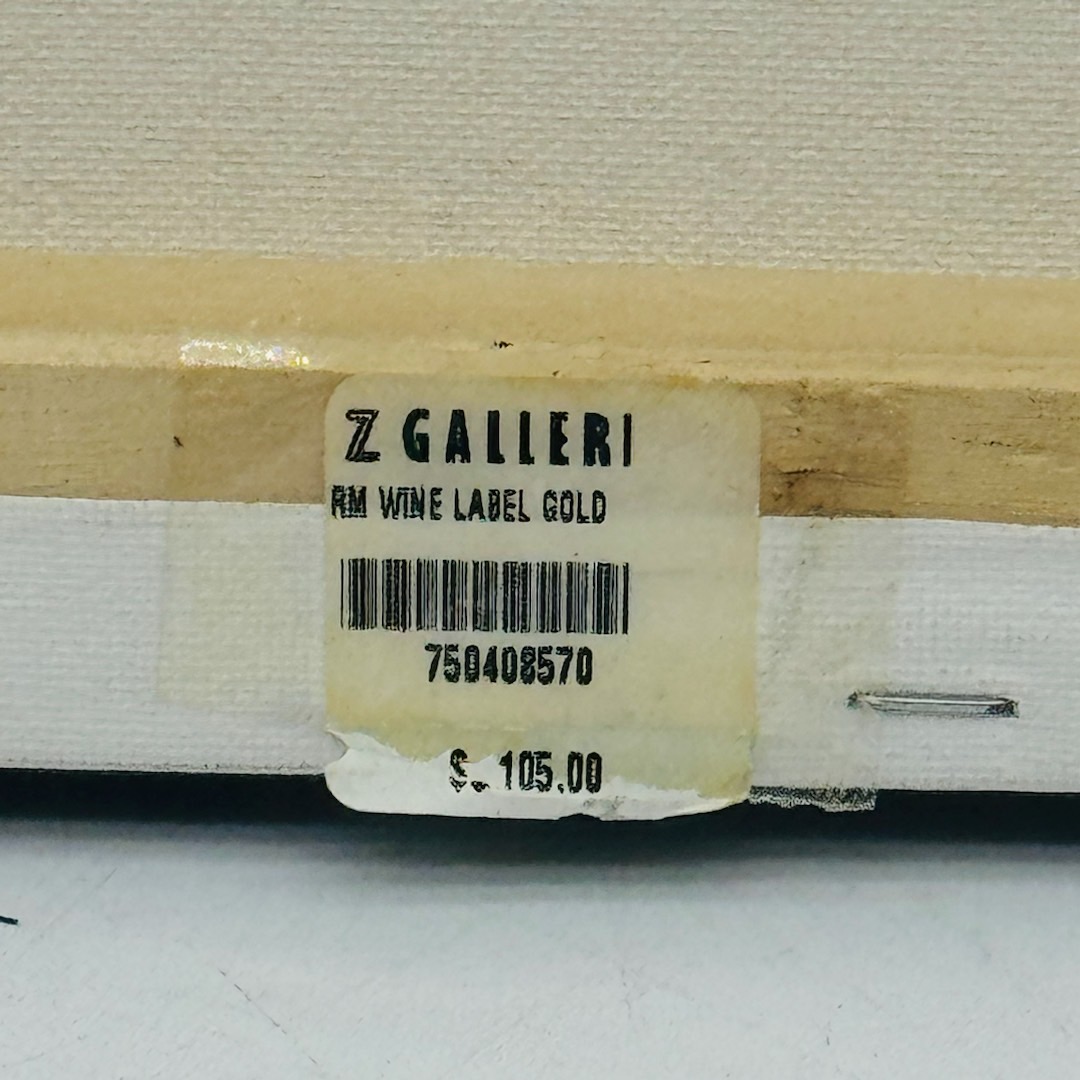 Z GALLERI
RM WINE LABEL GOLD
750408570
105.00